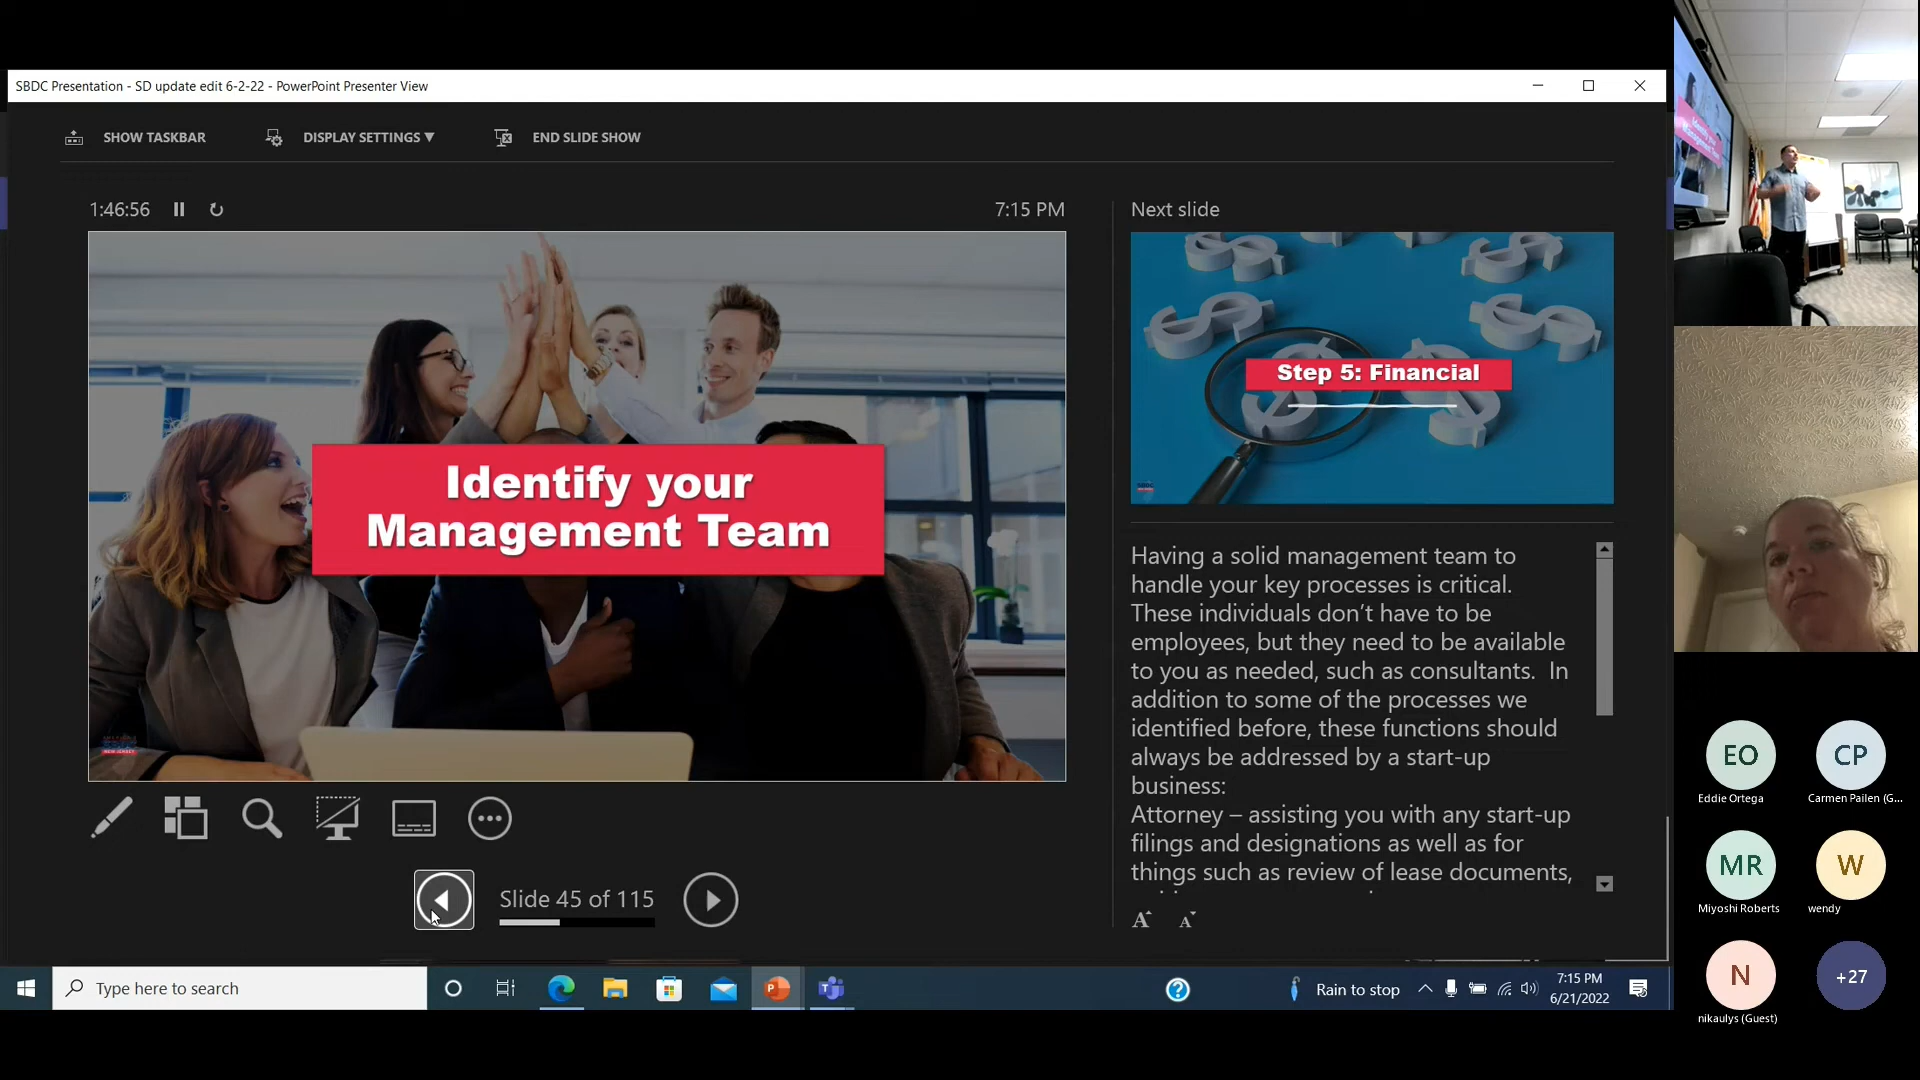 SBDC Presentation - SD update edit 6-2-22 - PowerPoint Presenter View
SHOW TASKBAR
DISPLAY SETTINGS ▼
END SLIDE SHOW
1:46:56
7:15 PM
Identify your
Management Team
Slide 45 of 115
Next slide
Step 5: Financial
Having a solid management team to
handle your key processes is critical.
These individuals don’t have to be
employees, but they need to be available
to you as needed, such as consultants.  In
addition to some of the processes we
identified before, these functions should
always be addressed by a start-up
business:
Attorney – assisting you with any start-up
filings and designations as well as for
things such as review of lease documents,
A A
Type here to search
Rain to stop
7:15 PM
6/21/2022
Identify your
Management Team
EO
Eddie Ortega
CP
Carmen Pailen (G...
MR
Miyoshi Roberts
W
wendy
N
nikaulys (Guest)
+27